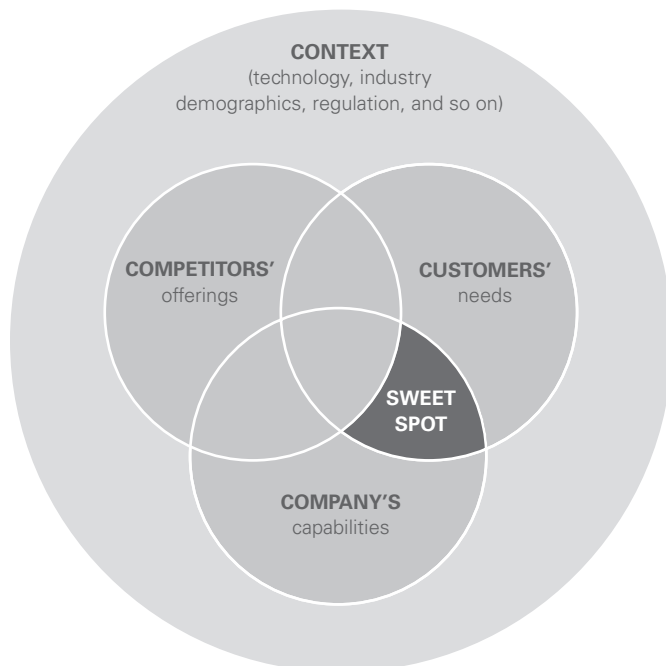 CONTEXT
(technology, industry
demographics, regulation, and so on)
COMPETITORS’
offerings
CUSTOMERS’
needs
SWEET
SPOT
COMPANY’S
capabilities